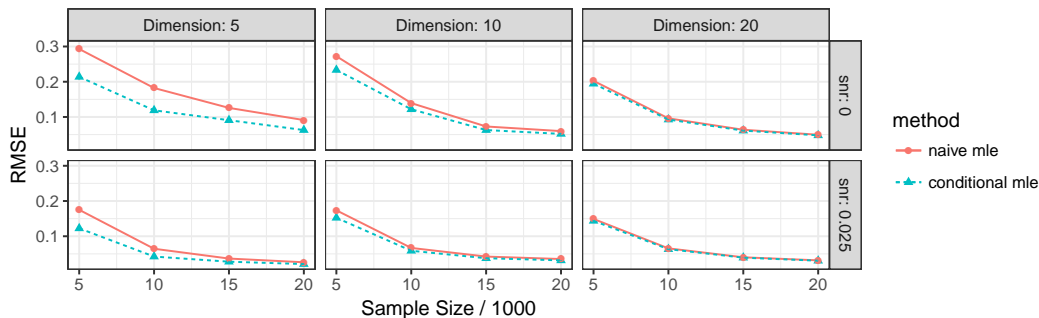 Dimension: 5
Dimension: 10
Dimension: 20
0.3
0.2
0.1
snr: 0
0.3
0.2
0.1
snr: 0.025
RMSE
5 10 15 20
5 10 15 20
5 10 15 20
Sample Size / 1000
method
naive mle
conditional mle